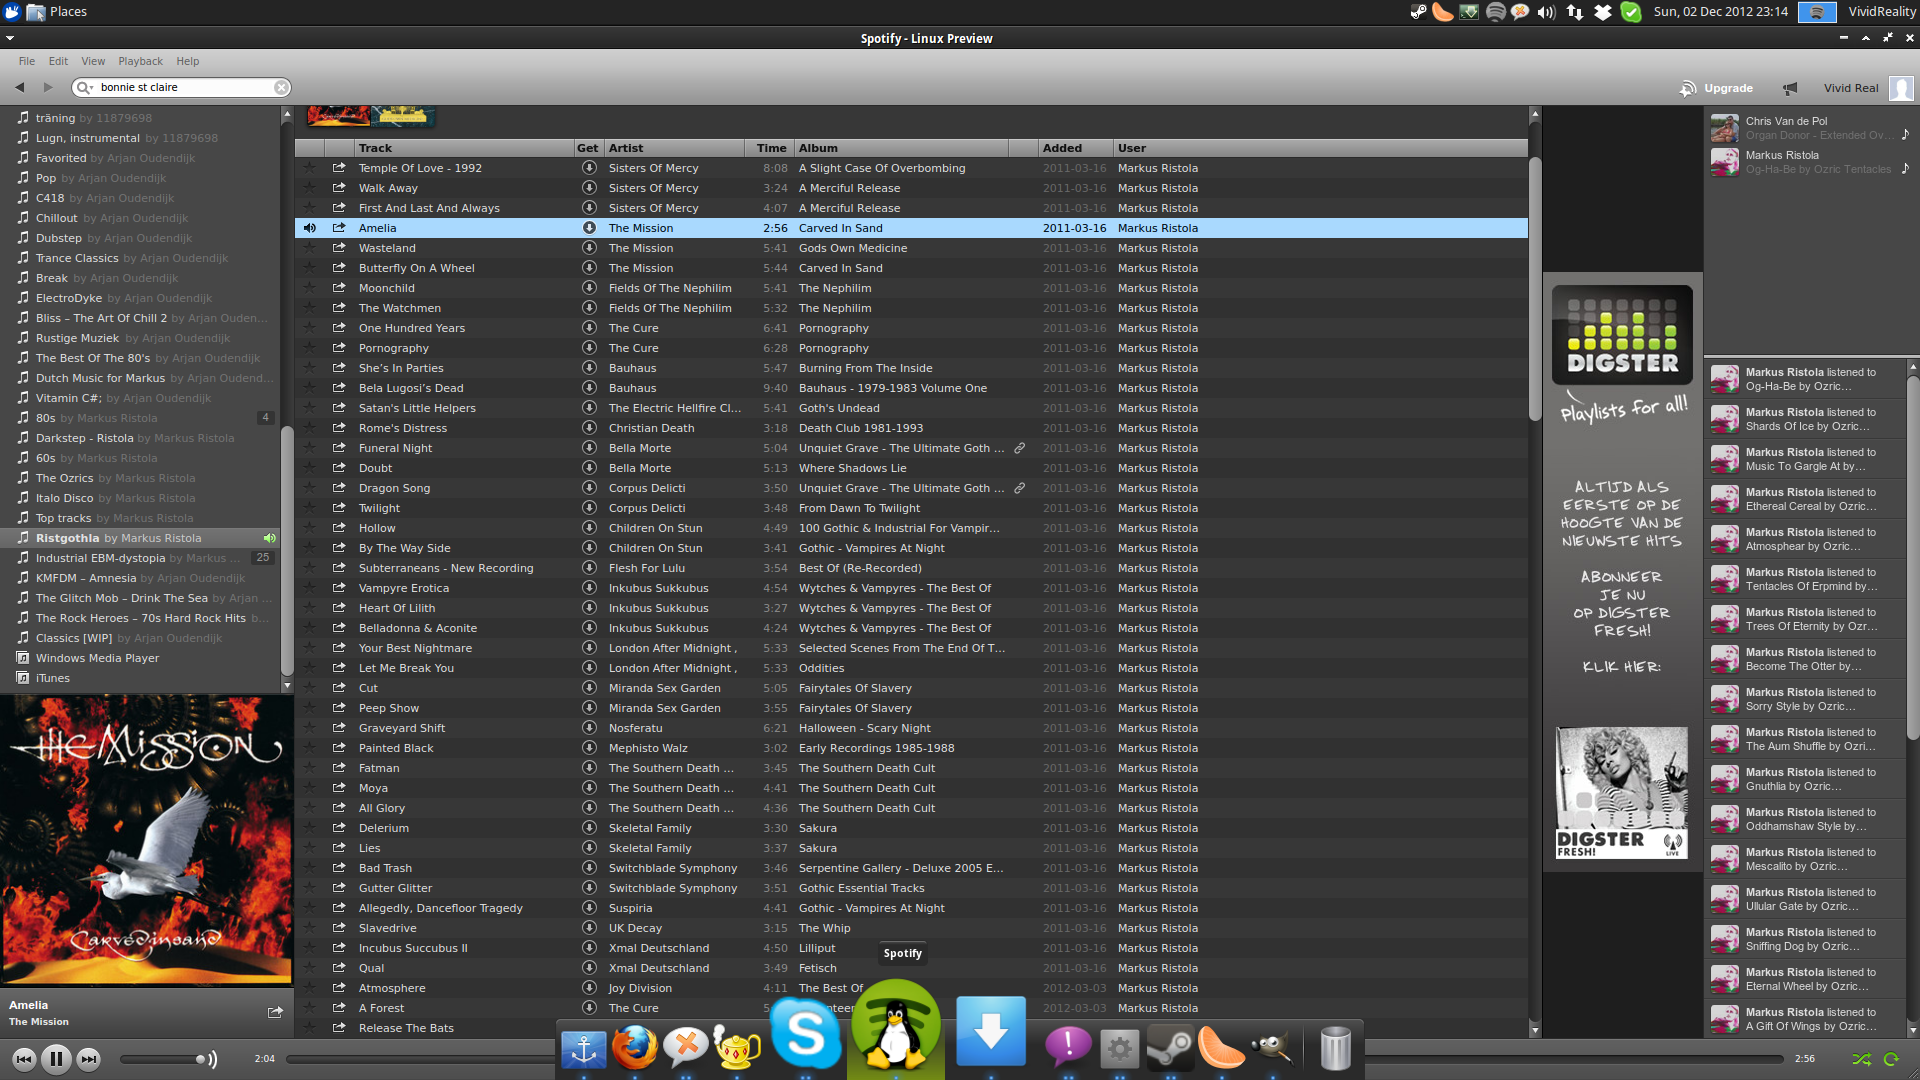 Places
Sun, 02 Dec 2012 23:14
VividReality
Spotify - Linux Preview
File Edit View Playback Help
bonnie st claire
Upgrade
Vivid Real
träning by 11879698
Lugn, instrumental by 11879698
Favorited by Arjan Oudendijk
Pop by Arjan Oudendijk
C418 by Arjan Oudendijk
Chillout by Arjan Oudendijk
Dubstep by Arjan Oudendijk
Trance Classics by Arjan Oudendijk
Break by Arjan Oudendijk
ElectroDyke by Arjan Oudendijk
Bliss – The Art Of Chill 2 by Arjan Ouden...
Rustige Muziek by Arjan Oudendijk
The Best Of The 80's by Arjan Oudendijk
Dutch Music for Markus by Arjan Oudend...
Vitamin C#; by Arjan Oudendijk
80s by Markus Ristola 4
Darkstep - Ristola by Markus Ristola
60s by Markus Ristola
The Ozrics by Markus Ristola
Italo Disco by Markus Ristola
Top tracks by Markus Ristola
Ristgothla by Markus Ristola
Industrial EBM-dystopia by Markus ... 25
KMFDM – Amnesia by Arjan Oudendijk
The Glitch Mob – Drink The Sea by Arjan ...
The Rock Heroes – 70s Hard Rock Hits b...
Classics [WIP] by Arjan Oudendijk
Windows Media Player
iTunes
The Mission
Carved in sand
Amelia
The Mission
Track Get Artist Time Album Added User
Temple Of Love - 1992 Sisters Of Mercy 8:08 A Slight Case Of Overbombing 2011-03-16 Markus Ristola
Walk Away Sisters Of Mercy 3:24 A Merciful Release 2011-03-16 Markus Ristola
First And Last And Always Sisters Of Mercy 4:07 A Merciful Release 2011-03-16 Markus Ristola
Amelia The Mission 2:56 Carved In Sand 2011-03-16 Markus Ristola
Wasteland The Mission 5:41 Gods Own Medicine 2011-03-16 Markus Ristola
Butterfly On A Wheel The Mission 5:44 Carved In Sand 2011-03-16 Markus Ristola
Moonchild Fields Of The Nephilim 5:41 The Nephilim 2011-03-16 Markus Ristola
The Watchmen Fields Of The Nephilim 5:32 The Nephilim 2011-03-16 Markus Ristola
One Hundred Years The Cure 6:41 Pornography 2011-03-16 Markus Ristola
Pornography The Cure 6:28 Pornography 2011-03-16 Markus Ristola
She's In Parties Bauhaus 5:47 Burning From The Inside 2011-03-16 Markus Ristola
Bela Lugosi's Dead Bauhaus 9:40 Bauhaus - 1979-1983 Volume One 2011-03-16 Markus Ristola
Satan's Little Helpers The Electric Hellfire Cl... 5:41 Goth's Undead 2011-03-16 Markus Ristola
Rome's Distress Christian Death 3:18 Death Club 1981-1993 2011-03-16 Markus Ristola
Funeral Night Bella Morte 5:04 Unquiet Grave - The Ultimate Goth ... 2011-03-16 Markus Ristola
Doubt Bella Morte 5:13 Where Shadows Lie 2011-03-16 Markus Ristola
Dragon Song Corpus Delicti 3:50 Unquiet Grave - The Ultimate Goth ... 2011-03-16 Markus Ristola
Twilight Corpus Delicti 3:48 From Dawn To Twilight 2011-03-16 Markus Ristola
Hollow Children On Stun 4:49 100 Gothic & Industrial For Vampir... 2011-03-16 Markus Ristola
By The Way Side Children On Stun 3:41 Gothic - Vampires At Night 2011-03-16 Markus Ristola
Subterraneans - New Recording Flesh For Lulu 3:54 Best Of (Re-Recorded) 2011-03-16 Markus Ristola
Vampyre Erotica Inkubus Sukkubus 4:54 Wytches & Vampyres - The Best Of 2011-03-16 Markus Ristola
Heart Of Lilith Inkubus Sukkubus 3:27 Wytches & Vampyres - The Best Of 2011-03-16 Markus Ristola
Belladonna & Aconite Inkubus Sukkubus 4:24 Wytches & Vampyres - The Best Of 2011-03-16 Markus Ristola
Your Best Nightmare London After Midnight , 5:33 Selected Scenes From The End Of T... 2011-03-16 Markus Ristola
Let Me Break You London After Midnight , 5:33 Oddities 2011-03-16 Markus Ristola
Cut Miranda Sex Garden 5:05 Fairytales Of Slavery 2011-03-16 Markus Ristola
Peep Show Miranda Sex Garden 3:55 Fairytales Of Slavery 2011-03-16 Markus Ristola
Graveyard Shift Nosferatu 6:21 Halloween - Scary Night 2011-03-16 Markus Ristola
Painted Black Mephisto Walz 3:02 Early Recordings 1985-1988 2011-03-16 Markus Ristola
Fatman The Southern Death ... 3:45 The Southern Death Cult 2011-03-16 Markus Ristola
Moya The Southern Death ... 4:41 The Southern Death Cult 2011-03-16 Markus Ristola
All Glory The Southern Death ... 4:36 The Southern Death Cult 2011-03-16 Markus Ristola
Delerium Skeletal Family 3:30 Sakura 2011-03-16 Markus Ristola
Lies Skeletal Family 3:37 Sakura 2011-03-16 Markus Ristola
Bad Trash Switchblade Symphony 3:46 Serpentine Gallery - Deluxe 2005 E... 2011-03-16 Markus Ristola
Gutter Glitter Switchblade Symphony 3:51 Gothic Essential Tracks 2011-03-16 Markus Ristola
Allegedly, Dancefloor Tragedy Suspiria 4:41 Gothic - Vampires At Night 2011-03-16 Markus Ristola
Slavedrive UK Decay 3:15 The Whip 2011-03-16 Markus Ristola
Incubus Succubus II Xmal Deutschland 4:50 Lilliput 2011-03-16 Markus Ristola
Qual Xmal Deutschland 3:49 Fetisch 2011-03-16 Markus Ristola
Atmosphere Joy Division 4:11 The Best Of 2012-03-03 Markus Ristola
A Forest The Cure 2012-03-03 Markus Ristola
Release The Bats
Spotify
DIGSTER
Playlists for all!
ALTIJD ALS
EERSTE OP DE
HOOGTE VAN DE
NIEUWSTE HITS
ABONNEER
JE NU
OP DIGSTER
FRESH!
KLIK HIER:
DIGSTER
FRESH!
LIVE
Chris Van de Pol
Organ Donor - Extended Ov...
Markus Ristola
Og-Ha-Be by Ozric Tentacles
Markus Ristola listened to
Og-Ha-Be by Ozric...
Markus Ristola listened to
Shards Of Ice by Ozric...
Markus Ristola listened to
Music To Gargle At by...
Markus Ristola listened to
Ethereal Cereal by Ozric...
Markus Ristola listened to
Atmosphear by Ozric...
Markus Ristola listened to
Tentacles Of Erpmind by...
Markus Ristola listened to
Trees Of Eternity by Ozr...
Markus Ristola listened to
Become The Otter by...
Markus Ristola listened to
Sorry Style by Ozric...
Markus Ristola listened to
The Aum Shuffle by Ozri...
Markus Ristola listened to
Gnuthlia by Ozric...
Markus Ristola listened to
Oddhamshaw Style by...
Markus Ristola listened to
Mescalito by Ozric...
Markus Ristola listened to
Ullular Gate by Ozric...
Markus Ristola listened to
Sniffing Dog by Ozric...
Markus Ristola listened to
Eternal Wheel by Ozric...
Markus Ristola listened to
A Gift Of Wings by Ozric...
2:04
2:56